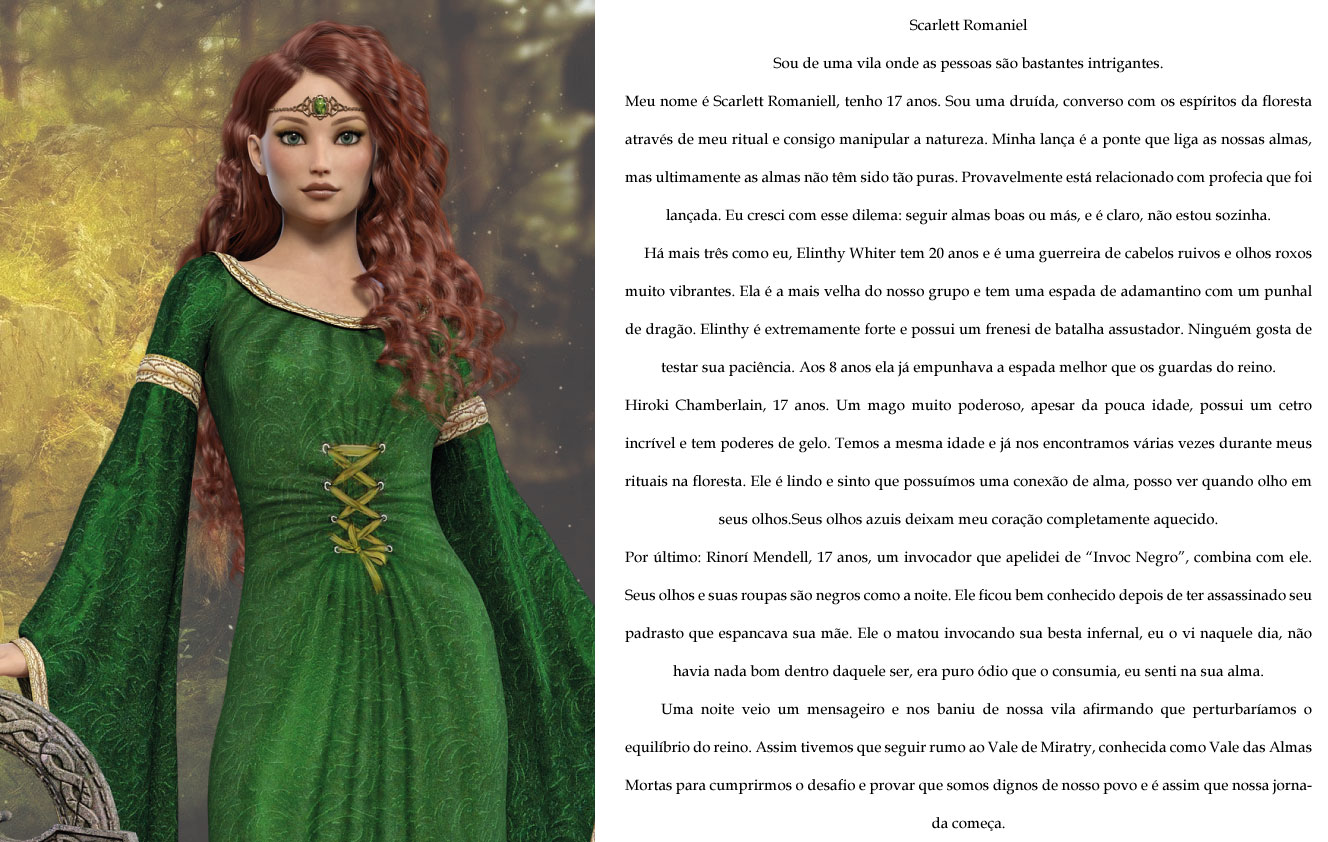 Scarlett Romaniel
Sou de uma vila onde as pessoas são bastantes intrigantes.
Meu nome é Scarlett Romaniell, tenho 17 anos. Sou uma druída, converso com os espíritos da floresta
através de meu ritual e consigo manipular a natureza. Minha lança é a ponte que liga as nossas almas,
mas ultimamente as almas não têm sido tão puras. Provavelmente está relacionado com profecia que foi
lançada. Eu cresci com esse dilema: seguir almas boas ou más, e é claro, não estou sozinha.
Há mais três como eu, Elinthy Whiter tem 20 anos e é uma guerreira de cabelos ruivos e olhos roxos
muito vibrantes. Ela é a mais velha do nosso grupo e tem uma espada de adamantino com um punhal
de dragão. Elinthy é extremamente forte e possui um frenesi de batalha assustador. Ninguém gosta de
testar sua paciência. Aos 8 anos ela já empunhava a espada melhor que os guardas do reino.
Hiroki Chamberlain, 17 anos. Um mago muito poderoso, apesar da pouca idade, possui um cetro
incrível e tem poderes de gelo. Temos a mesma idade e já nos encontramos várias vezes durante meus
rituais na floresta. Ele é lindo e sinto que possuímos uma conexão de alma, posso ver quando olho em
seus olhos.Seus olhos azuis deixam meu coração completamente aquecido.
Por último: Rinorí Mendell, 17 anos, um invocador que apelidei de “Invoc Negro”, combina com ele.
Seus olhos e suas roupas são negros como a noite. Ele ficou bem conhecido depois de ter assassinado seu
padrasto que espancava sua mãe. Ele o matou invocando sua besta infernal, eu o vi naquele dia, não
havia nada bom dentro daquele ser, era puro ódio que o consumia, eu senti na sua alma.
Uma noite veio um mensageiro e nos baniu de nossa vila afirmando que perturbaríamos o
equilíbrio do reino. Assim tivemos que seguir rumo ao Vale de Miratry, conhecida como Vale das Almas
Mortas para cumprirmos o desafio e provar que somos dignos de nosso povo e é assim que nossa jorna-
da começa.